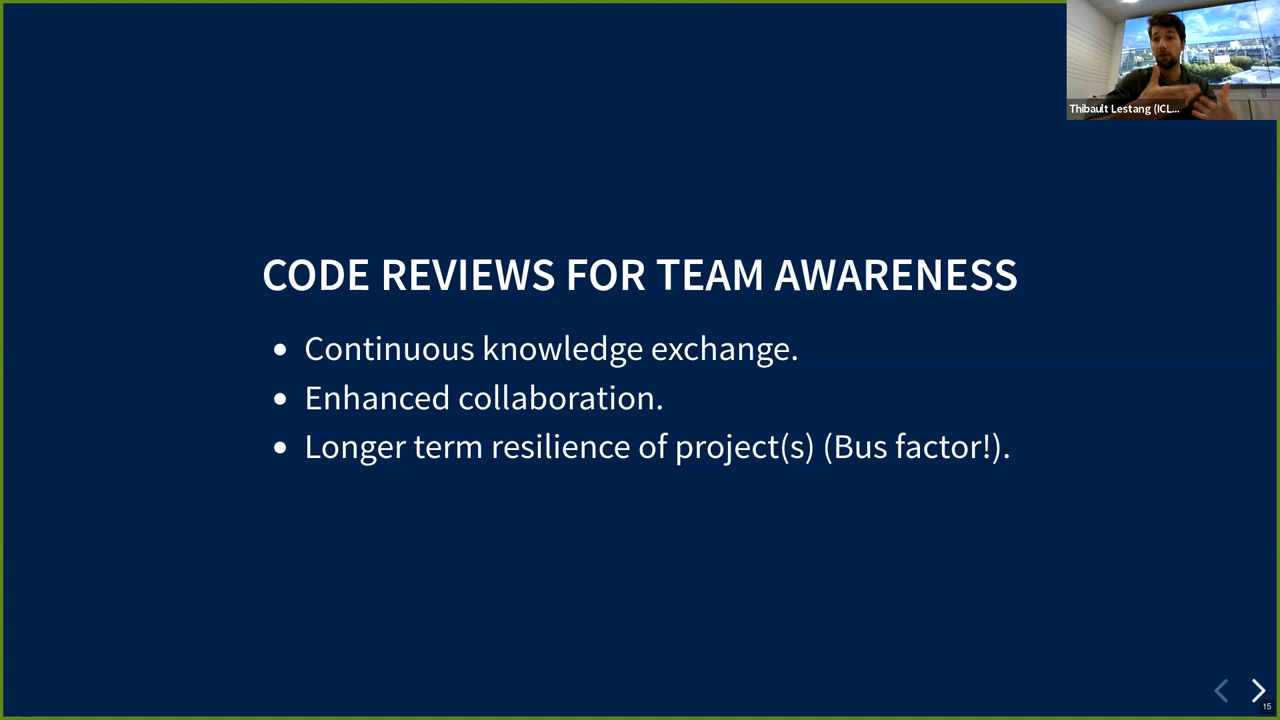 Thibault Lestang (ICL...
CODE REVIEWS FOR TEAM AWARENESS
• Continuous knowledge exchange.
• Enhanced collaboration.
• Longer term resilience of project(s) (Bus factor!).
15